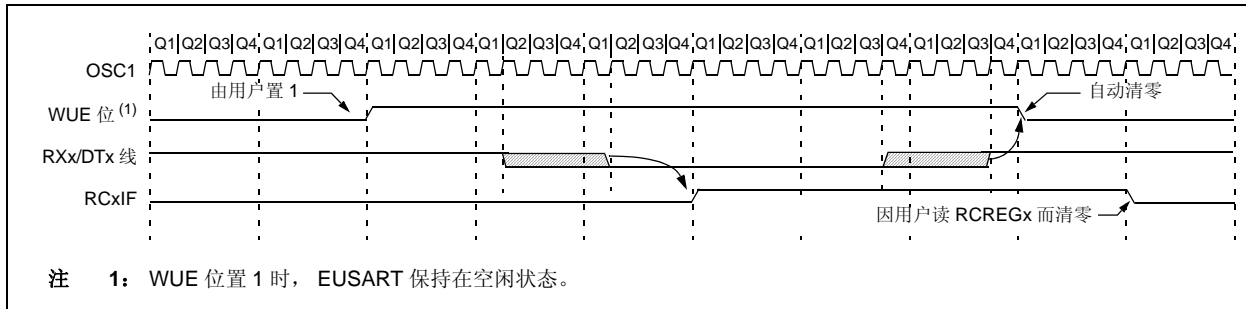 Q1 Q2 Q3 Q4 Q1 Q2 Q3 Q4 Q1 Q2 Q3 Q4 Q1 Q2 Q3 Q4 Q1 Q2 Q3 Q4 Q1 Q2 Q3 Q4 Q1 Q2 Q3 Q4 Q1 Q2 Q3 Q4 Q1 Q2 Q3 Q4 Q1 Q2 Q3 Q4
OSC1
由用户置 1
自动清零
WUE 位 (1)
RXx/DTx 线
RCxIF
因用户读 RCREGx 而清零
注 1: WUE 位置 1 时， EUSART 保持在空闲状态。